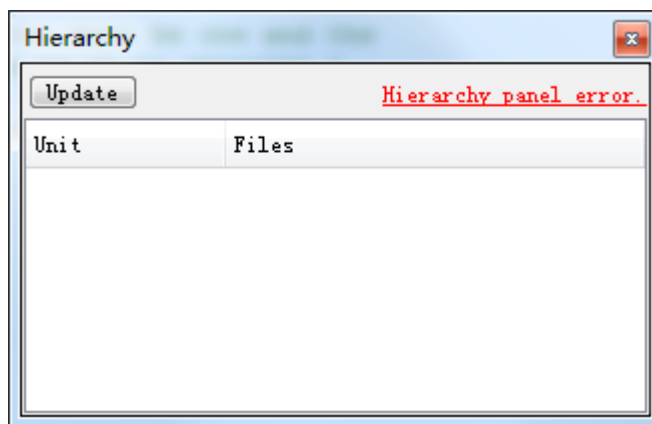 Hierarchy
Update
Hierarchy panel error.
Unit
Files